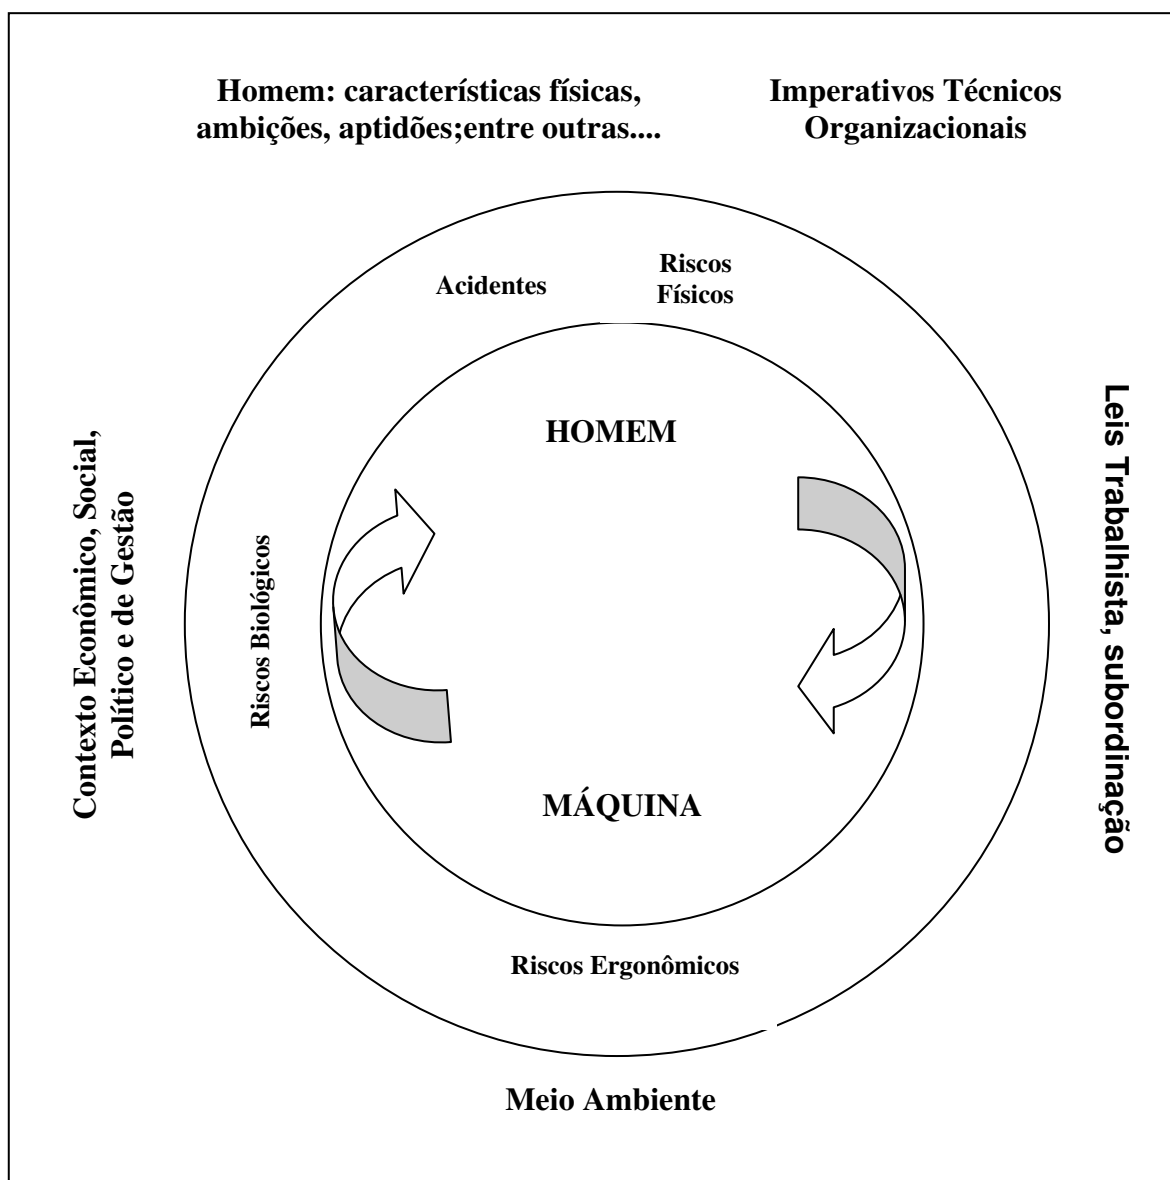 Homem: características físicas,
ambições, aptidões;entre outras....
Imperativos Técnicos
Organizacionais
Acidentes
Riscos
Físicos
HOMEM
Contexto Econômico, Social,
Político e de Gestão
Riscos Biológicos
Leis Trabalhista, subordinação
MÁQUINA
Riscos Ergonômicos
Meio Ambiente